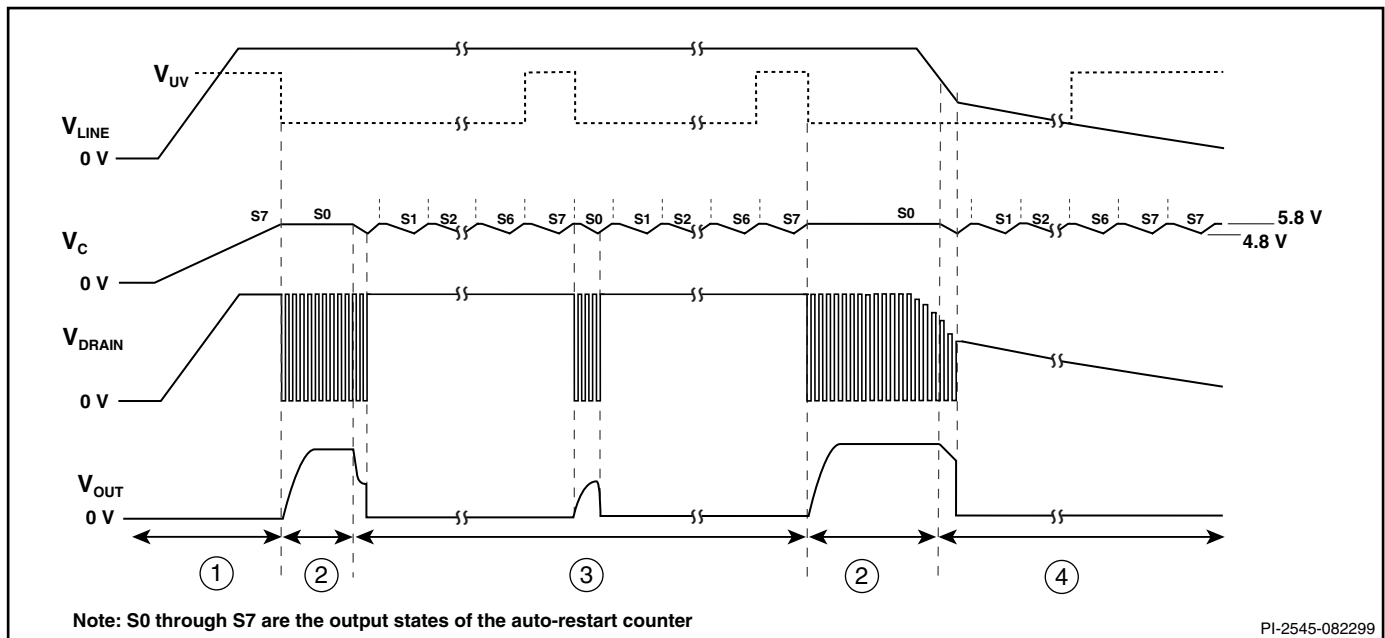 V_UV
V_LINE
0 V
S7 S0 S1 S2 S6 S7 S0 S1 S2 S6 S7 S0 S1 S2 S6 S7 S7
5.8 V
4.8 V
V_C
0 V
V_DRAIN
0 V
V_OUT
0 V
1 2 3 2 4
Note: S0 through S7 are the output states of the auto-restart counter
PI-2545-082299